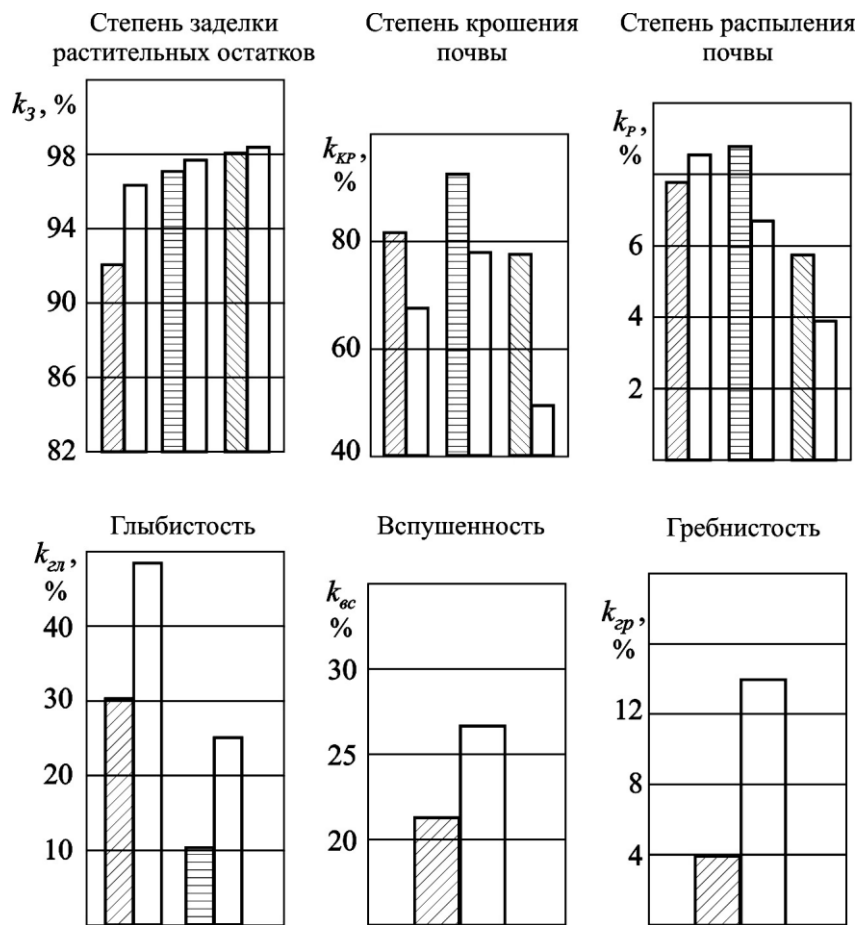 Степень заделки
растительных остатков
k_З, %
98
94
90
86
82
Степень крошения
почвы
k_КР,
%
80
60
40
Степень распыления
почвы
k_Р,
%
6
4
2
Глыбистость
k_гл,
%
40
30
20
10
Вспушенность
k_вс
%
30
25
20
Гребнистость
k_гр,
%
12
8
4